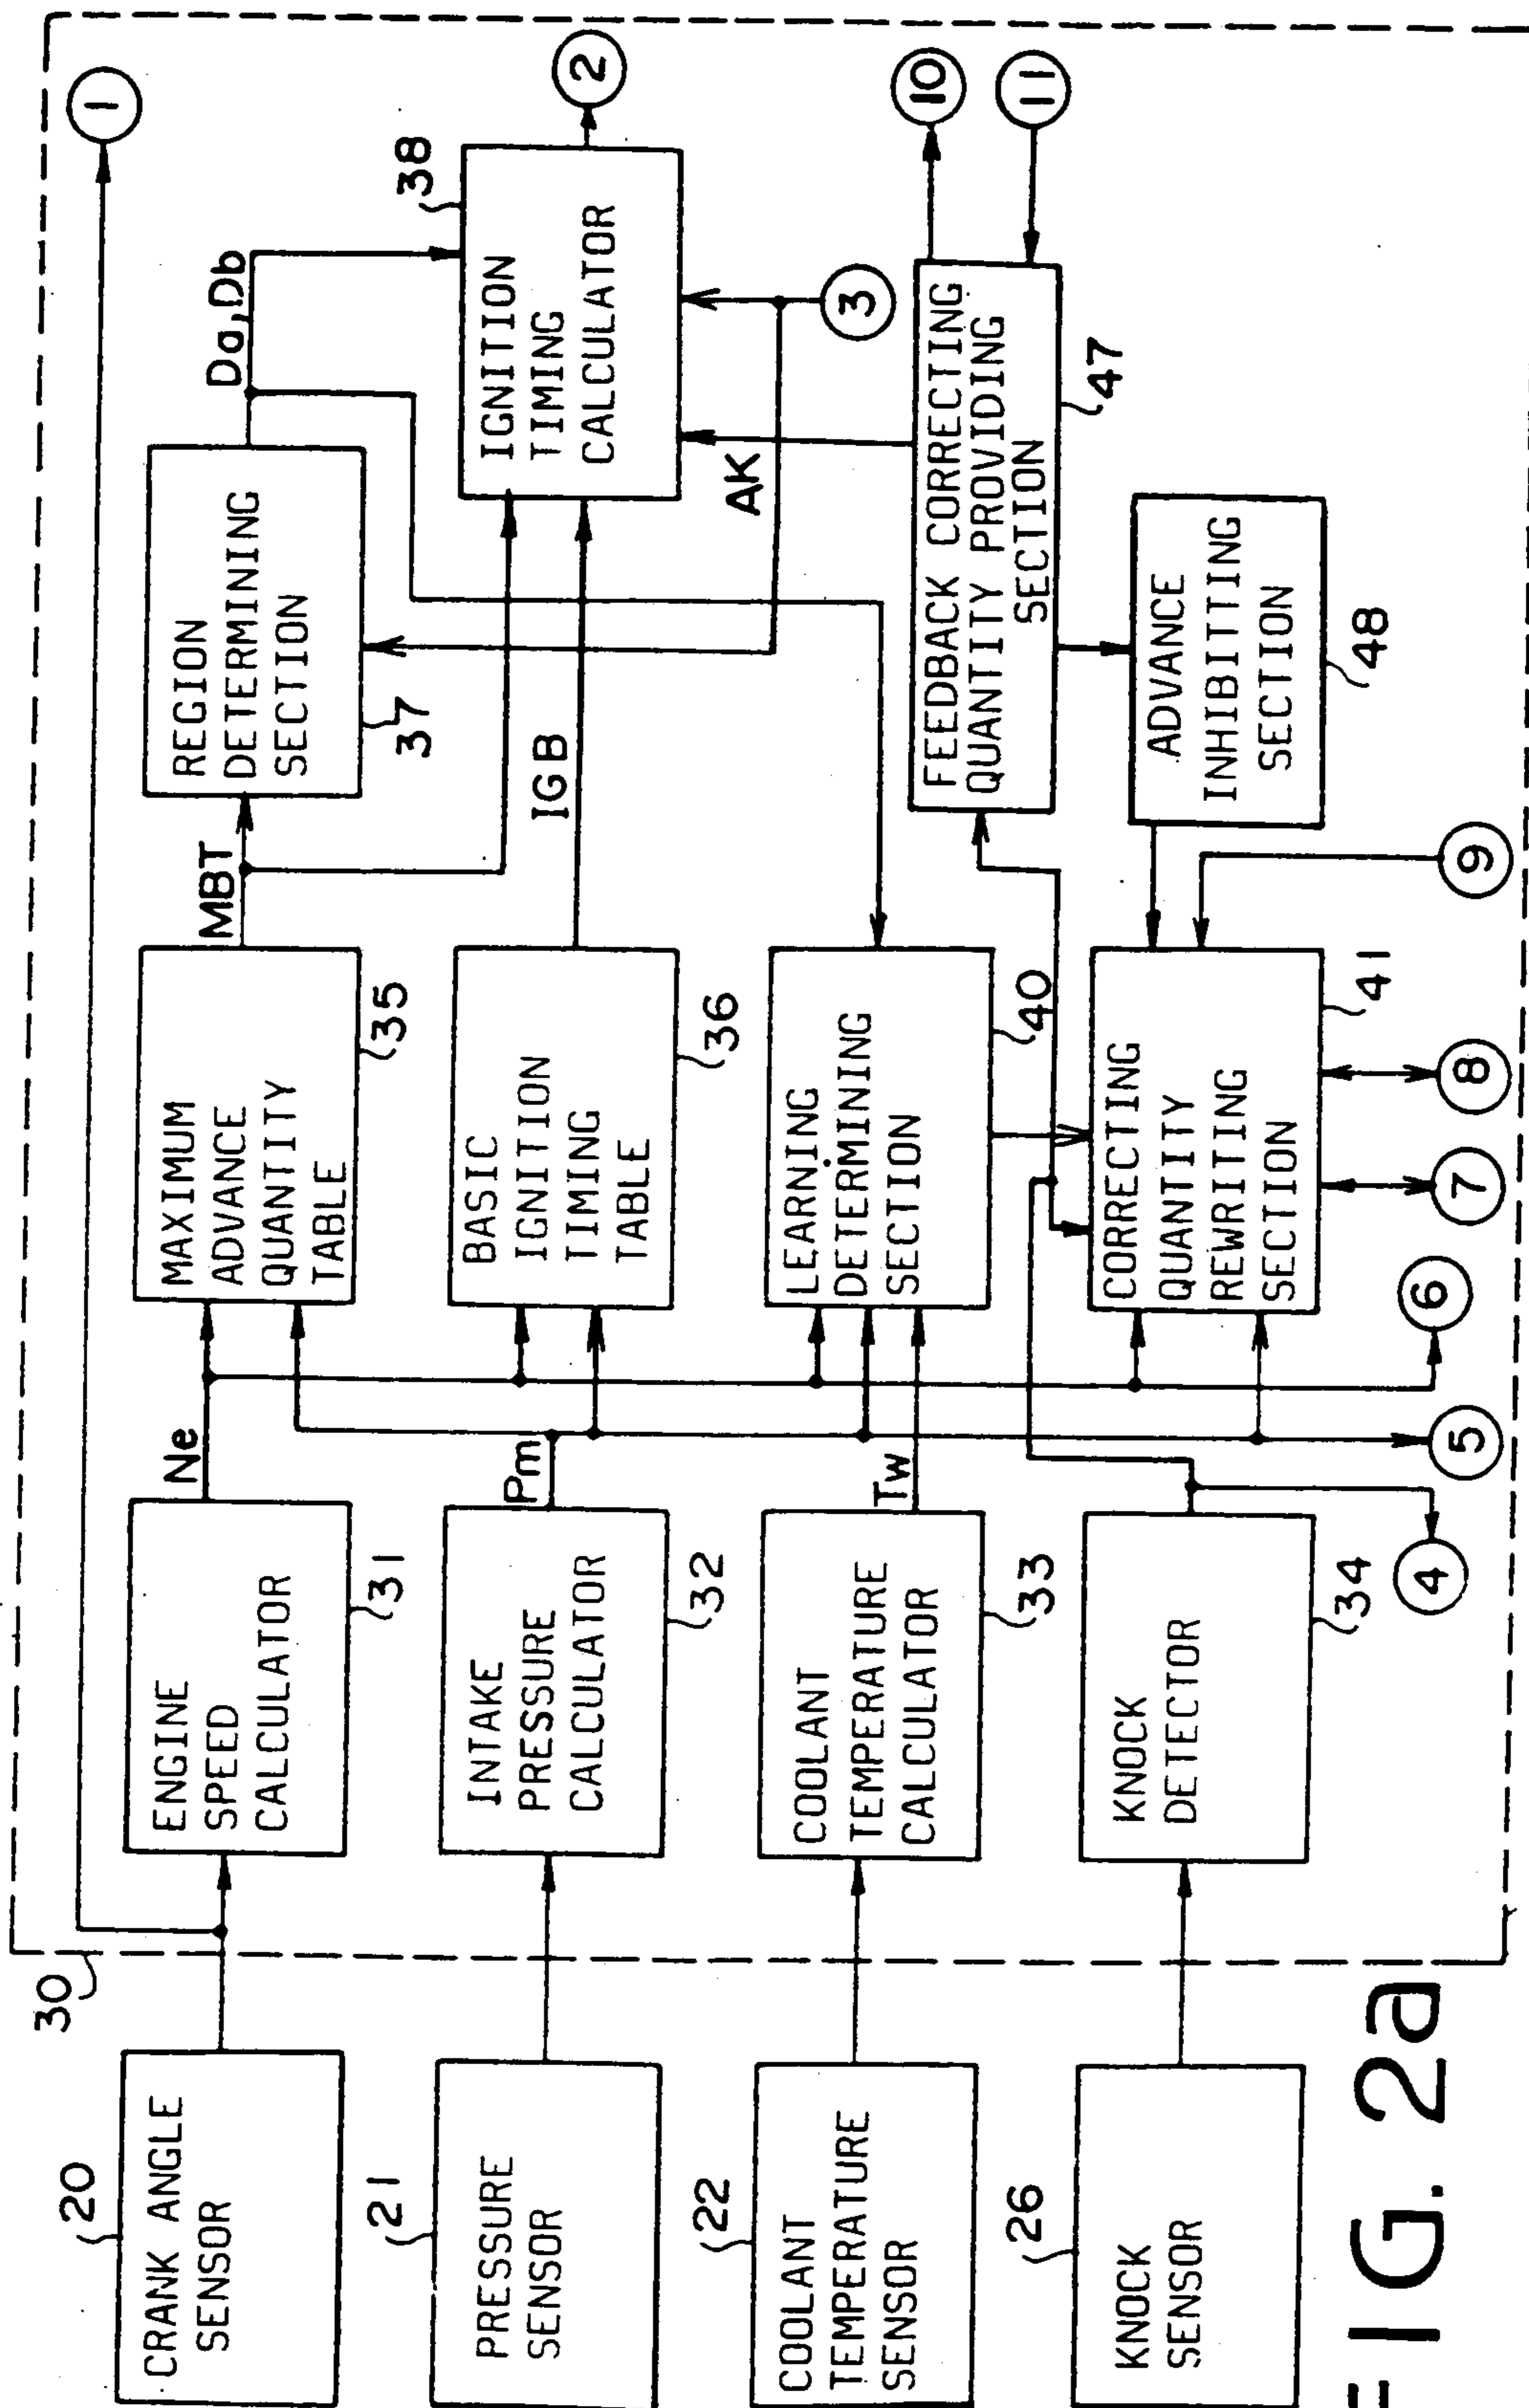 30
20
CRANK ANGLE
SENSOR
21
PRESSURE
SENSOR
22
COOLANT
TEMPERATURE
SENSOR
26
KNOCK
SENSOR
ENGINE
SPEED
CALCULATOR
31
Ne
INTAKE
PRESSURE
CALCULATOR
32
Pm
COOLANT
TEMPERATURE
CALCULATOR
33
Tw
KNOCK
DETECTOR
34
MAXIMUM
ADVANCE
QUANTITY
TABLE
35
MBT
BASIC
IGNITION
TIMING
TABLE
36
IGB
LEARNING
DETERMINING
SECTION
40
CORRECTING
QUANTITY
REWRITING
SECTION
41
REGION
DETERMINING
SECTION
37
Da,Db
IGNITION
TIMING
CALCULATOR
38
AK
FEEDBACK CORRECTING
QUANTITY PROVIDING
SECTION
47
ADVANCE
INHIBITING
SECTION
48
1
2
3
4
5
6
7
8
9
10
11
FIG. 2a